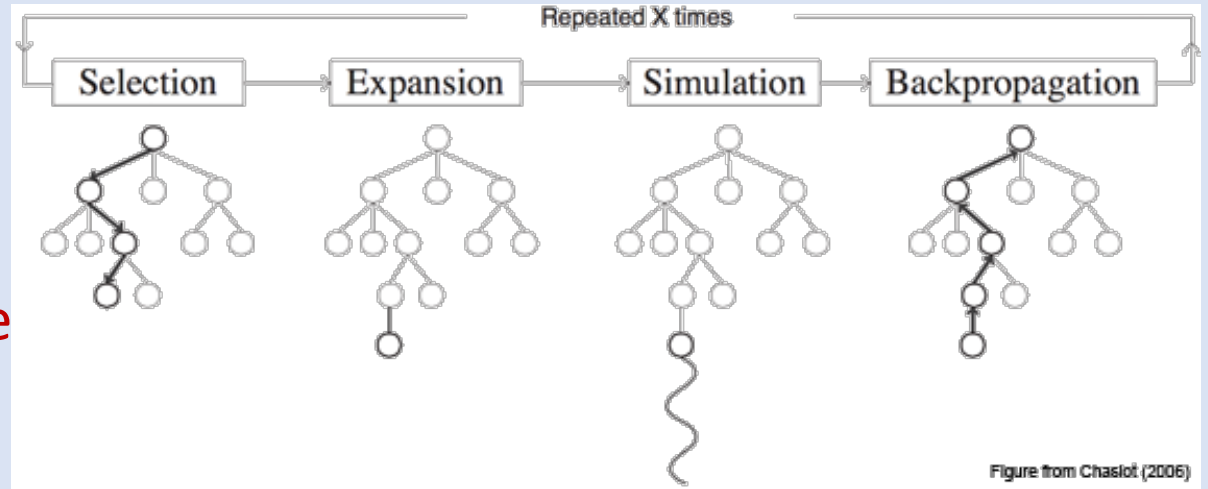 Repeated X times
Selection
Expansion
Simulation
Backpropagation
e
Figure from Chaslot (2006)